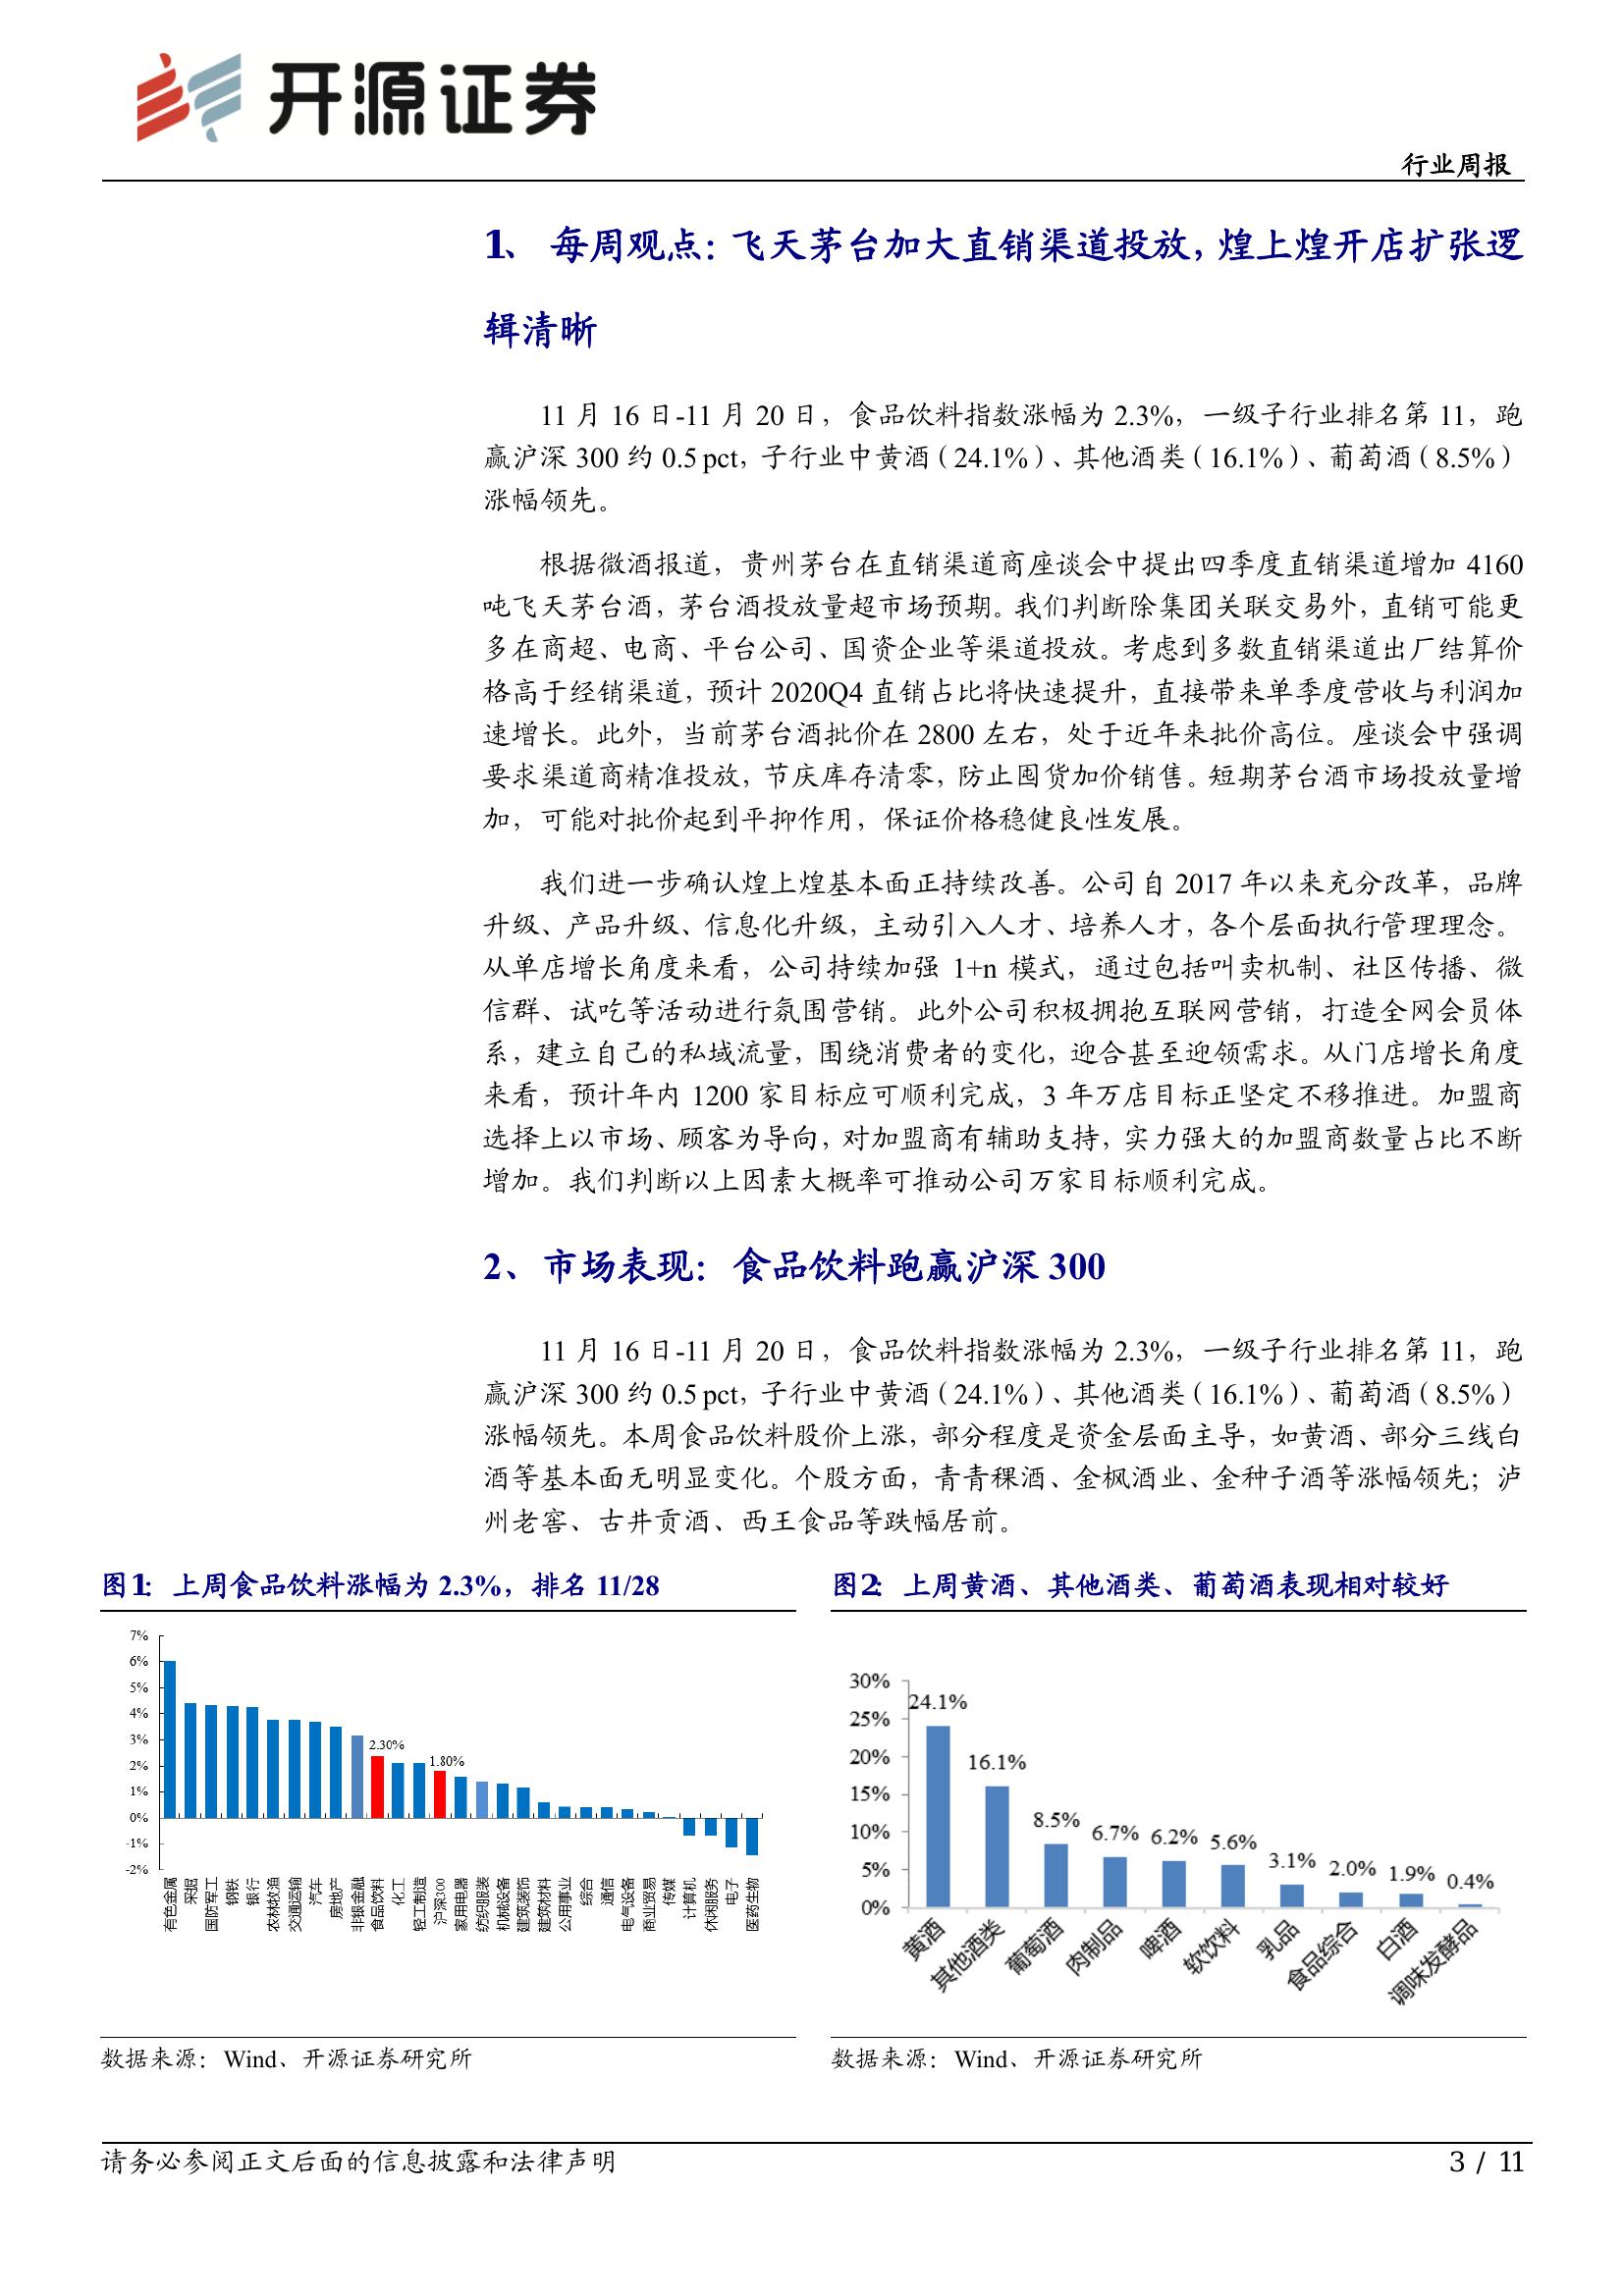 开源证券
行业周报
1、 每周观点：飞天茅台加大直销渠道投放，煌上煌开店扩张逻
辑清晰
11 月 16 日-11 月 20 日，食品饮料指数涨幅为 2.3%，一级子行业排名第 11，跑
赢沪深 300 约 0.5pct，子行业中黄酒（24.1%）、其他酒类（16.1%）、葡萄酒（8.5%）
涨幅领先。
根据微酒报道，贵州茅台在直销渠道商座谈会中提出四季度直销渠道增加 4160
吨飞天茅台酒，茅台酒投放量超市场预期。我们判断除集团关联交易外，直销可能更
多在商超、电商、平台公司、国资企业等渠道投放。考虑到多数直销渠道出厂结算价
格高于经销渠道，预计 2020Q4 直销占比将快速提升，直接带来单季度营收与利润加
速增长。此外，当前茅台酒批价在 2800 左右，处于近年来批价高位。座谈会中强调
要求渠道商精准投放，节庆库存清零，防止囤货加价销售。短期茅台酒市场投放量增
加，可能对批价起到平抑作用，保证价格稳健良性发展。
我们进一步确认煌上煌基本面正持续改善。公司自 2017 年以来充分改革，品牌
升级、产品升级、信息化升级，主动引入人才、培养人才，各个层面执行管理理念。
从单店增长角度来看，公司持续加强 1+n 模式，通过包括叫卖机制、社区传播、微
信群、试吃等活动进行氛围营销。此外公司积极拥抱互联网营销，打造全网会员体
系，建立自己的私域流量，围绕消费者的变化，迎合甚至迎领需求。从门店增长角度
来看，预计年内 1200 家目标应可顺利完成，3 年万店目标正坚定不移推进。加盟商
选择上以市场、顾客为导向，对加盟商有辅助支持，实力强大的加盟商数量占比不断
增加。我们判断以上因素大概率可推动公司万家目标顺利完成。
2、市场表现：食品饮料跑赢沪深 300
11 月 16 日-11 月 20 日，食品饮料指数涨幅为 2.3%，一级子行业排名第 11，跑
赢沪深 300 约 0.5pct，子行业中黄酒（24.1%）、其他酒类（16.1%）、葡萄酒（8.5%）
涨幅领先。本周食品饮料股价上涨，部分程度是资金层面主导，如黄酒、部分三线白
酒等基本面无明显变化。个股方面，青青稞酒、金枫酒业、金种子酒等涨幅领先；泸
州老窖、古井贡酒、西王食品等跌幅居前。
图1： 上周食品饮料涨幅为 2.3%，排名 11/28
7%
6%
5%
4%
3%
2%
1%
0%
-1%
-2%
2.30%
1.80%
有色金属
采掘
国防军工
钢铁
银行
农林牧渔
交通运输
汽车
房地产
非银金融
食品饮料
化工
轻工制造
沪深300
家用电器
纺织服装
机械设备
建筑装饰
建筑材料
公用事业
综合
通信
电气设备
商业贸易
传媒
计算机
休闲服务
电子
医药生物
数据来源：Wind、开源证券研究所
图2： 上周黄酒、其他酒类、葡萄酒表现相对较好
30%
25%
20%
15%
10%
5%
0%
24.1%
16.1%
8.5%
6.7%
6.2%
5.6%
3.1%
2.0%
1.9%
0.4%
黄酒
其他酒类
葡萄酒
肉制品
啤酒
软饮料
乳品
食品综合
白酒
调味发酵品
数据来源：Wind、开源证券研究所
请务必参阅正文后面的信息披露和法律声明
3 / 11